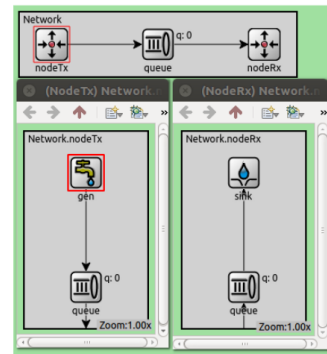 Network
q: 0
nodeTx
queue
nodeRx
(NodeTx) Network.n
(NodeRx) Network.
»
»
Network.nodeTx
Network.nodeRx
gen
sink
q: 0
q: 0
queue
queue
Zoom:1.00x
Zoom:1.00x